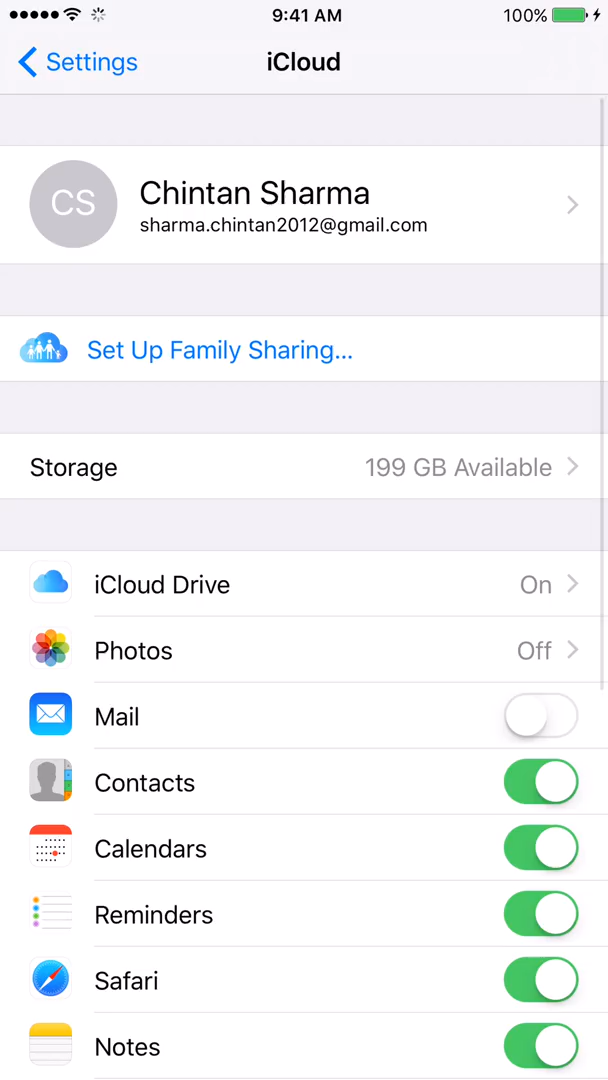 9:41 AM
100%
Settings
iCloud
CS
Chintan Sharma
sharma.chintan2012@gmail.com
Set Up Family Sharing...
Storage
199 GB Available
iCloud Drive
On
Photos
Off
Mail
Contacts
Calendars
Reminders
Safari
Notes